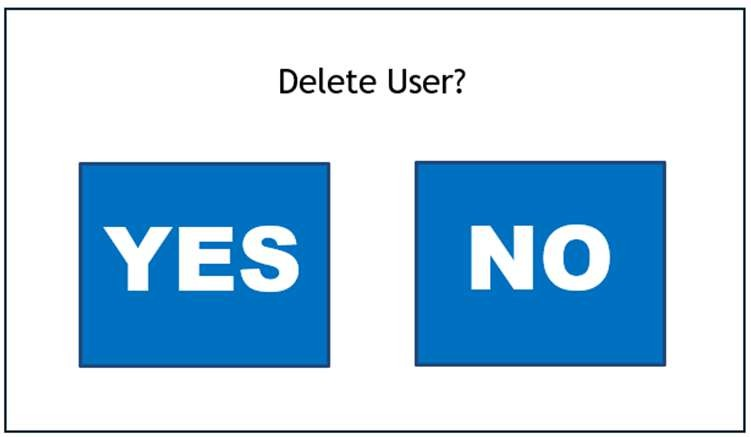 Delete User?
YES NO